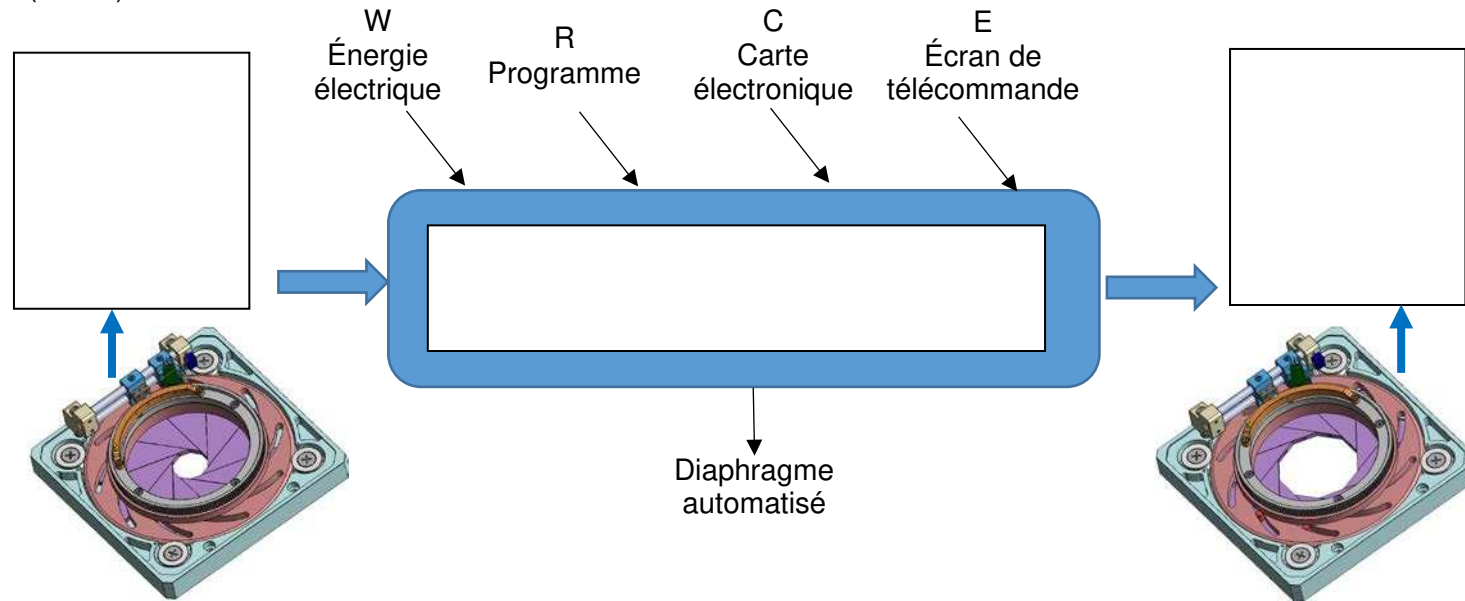 W
Énergie
électrique
R
Programme
C
Carte
électronique
E
Écran de
télécommande
Diaphragme
automatisé